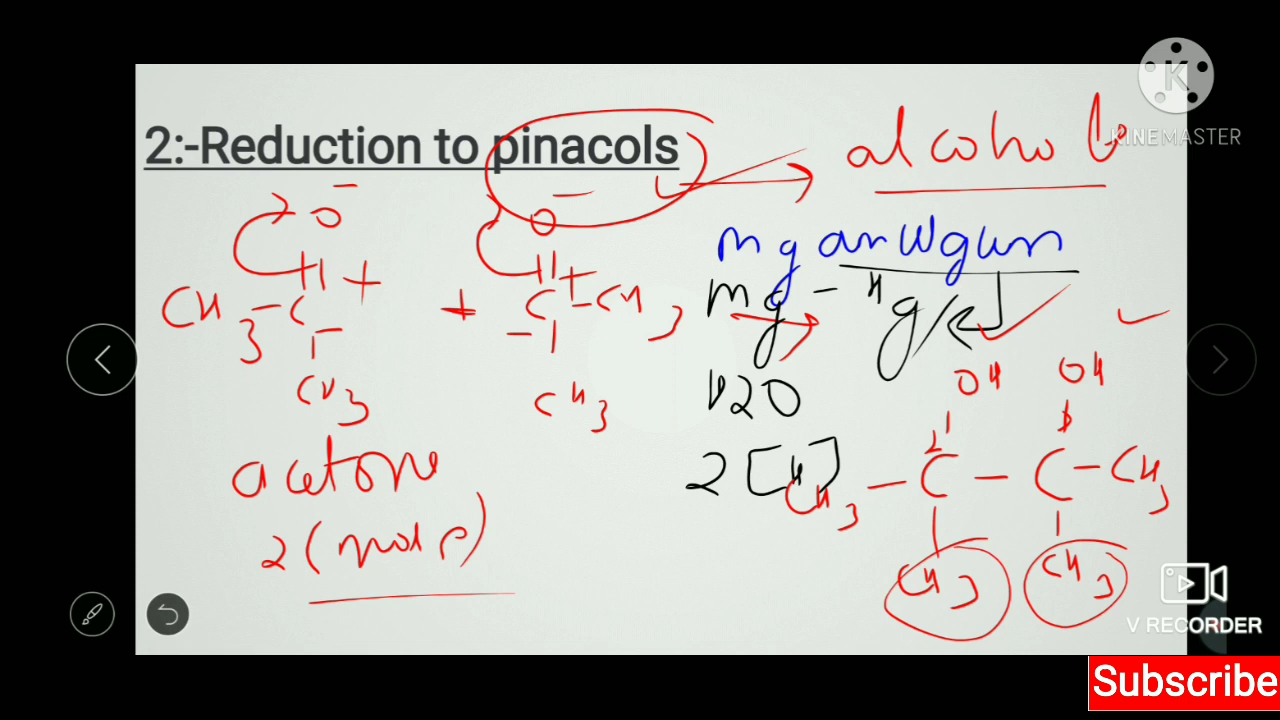 2:-Reduction to pinacols
alcohol
KINEMASTER
K
O⁻ O⁻
Mg
Mg - Hg/
CH3 - C + + C - CH3
CH3 CH3
H2O
OH OH
acetone
2[H]
CH3 - C - C - CH3
2(mole)
CH3 CH3
V RECORDER
Subscribe